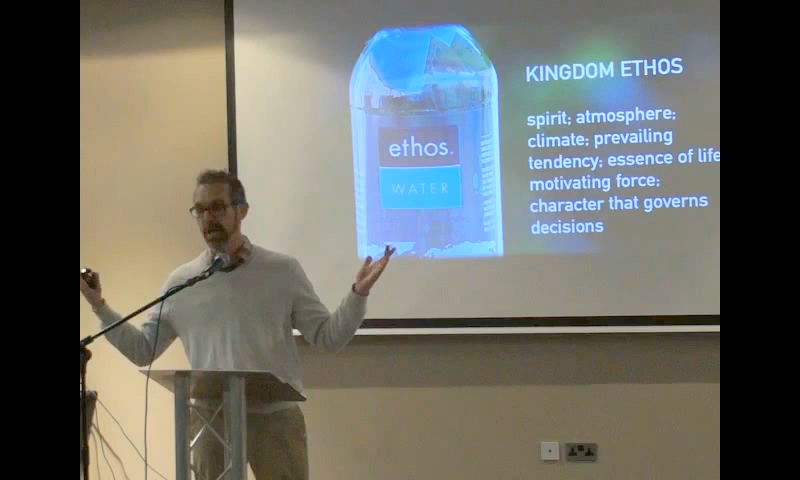 ethos.
WATER
KINGDOM ETHOS
spirit; atmosphere;
climate; prevailing
tendency; essence of life
motivating force;
character that governs
decisions